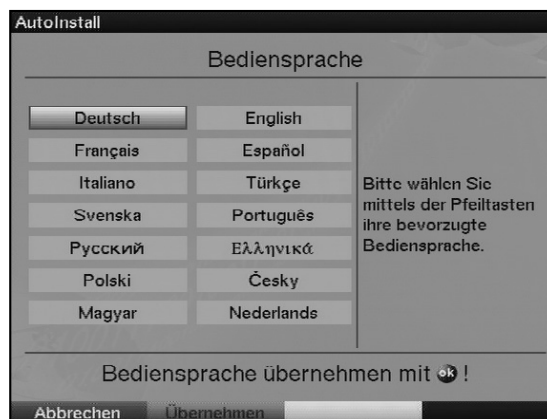 AutoInstall
Bediensprache
Deutsch English
Français Español
Italiano Türkçe
Svenska Português
Русский Ελληνικά
Polski Česky
Magyar Nederlands
Bitte wählen Sie
mittels der Pfeiltasten
ihre bevorzugte
Bediensprache.
Bediensprache übernehmen mit ok !
Abbrechen Übernehmen